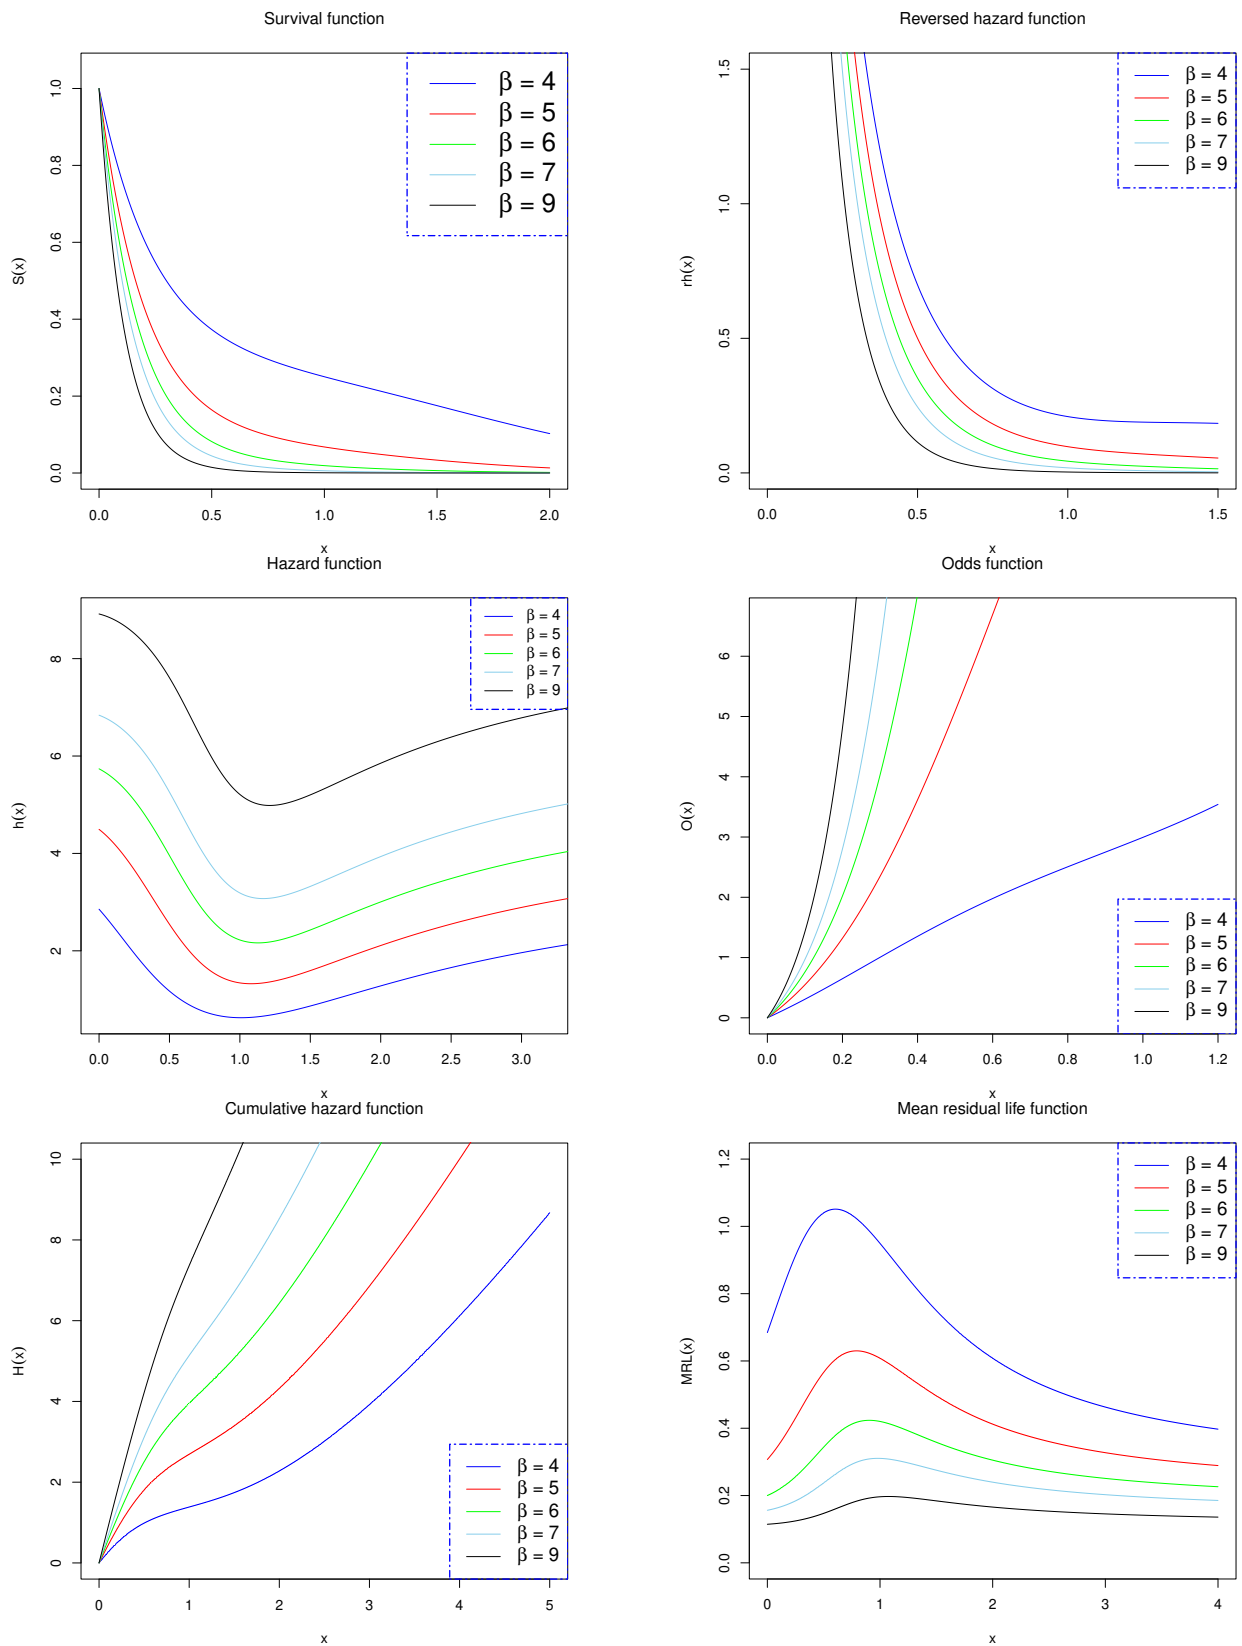 Survival function
β = 4
β = 5
β = 6
β = 7
β = 9
S(x)
0.0
0.2
0.4
0.6
0.8
1.0
0.0 0.5 1.0 1.5 2.0
x
Reversed hazard function
β = 4
β = 5
β = 6
β = 7
β = 9
rh(x)
0.0
0.5
1.0
1.5
0.0 0.5 1.0 1.5
x
Hazard function
β = 4
β = 5
β = 6
β = 7
β = 9
h(x)
2
4
6
8
0.0 0.5 1.0 1.5 2.0 2.5 3.0
x
Odds function
β = 4
β = 5
β = 6
β = 7
β = 9
O(x)
0
1
2
3
4
5
6
0.0 0.2 0.4 0.6 0.8 1.0 1.2
x
Cumulative hazard function
β = 4
β = 5
β = 6
β = 7
β = 9
H(x)
0
2
4
6
8
10
0 1 2 3 4 5
x
Mean residual life function
β = 4
β = 5
β = 6
β = 7
β = 9
MRL(x)
0.0
0.2
0.4
0.6
0.8
1.0
1.2
0 1 2 3 4
x